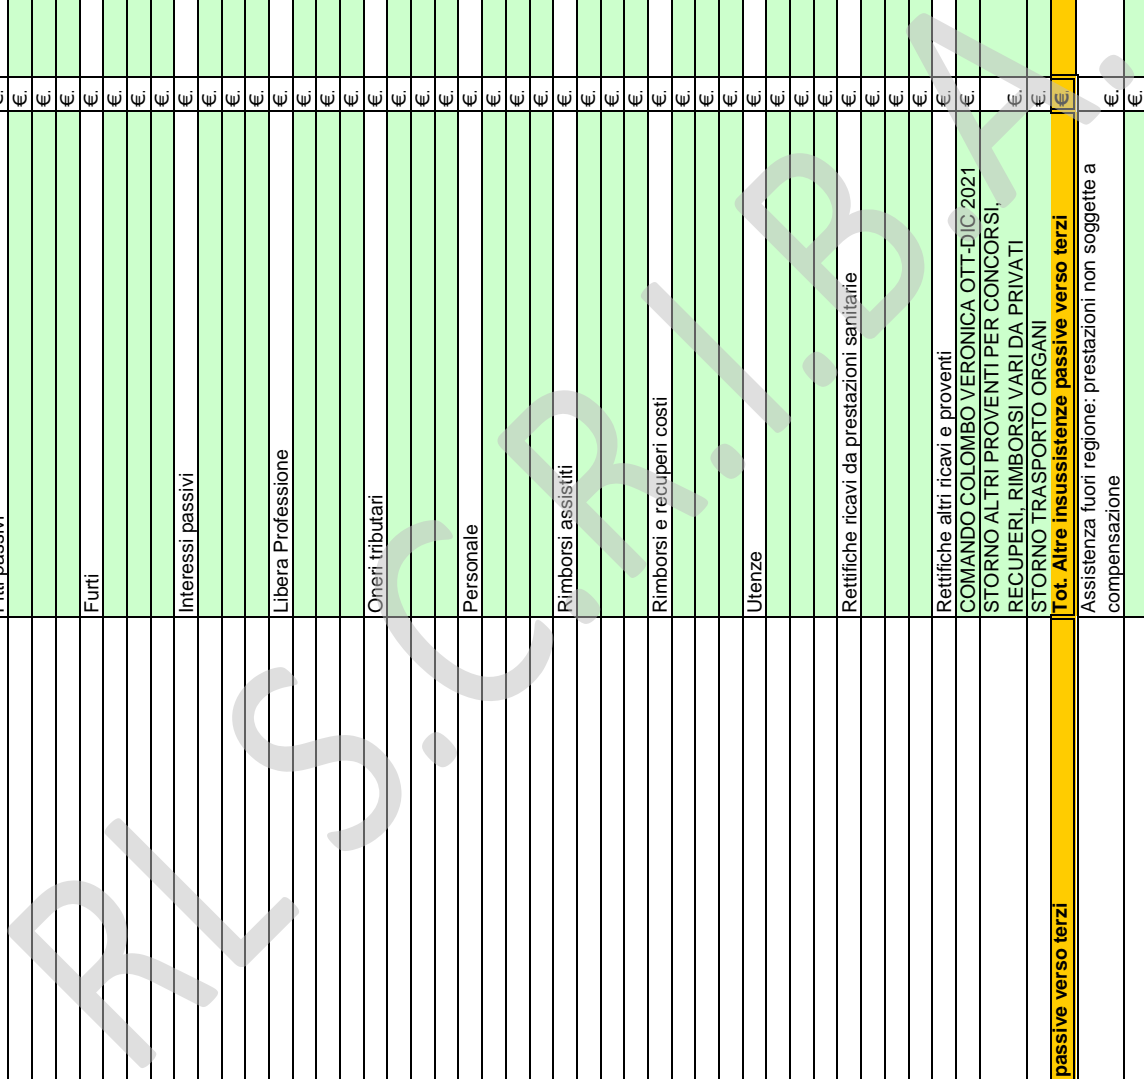 Fitti passivi
€.
€.
€.
€.
Furti
€.
€.
€.
€.
Interessi passivi
€.
€.
€.
€.
Libera Professione
€.
€.
€.
€.
Oneri tributari
€.
€.
€.
€.
Personale
€.
€.
€.
€.
Rimborsi assistiti
€.
€.
€.
€.
Rimborsi e recuperi costi
€.
€.
€.
€.
Utenze
€.
€.
€.
€.
Rettifiche ricavi da prestazioni sanitarie
€.
€.
€.
€.
Rettifiche altri ricavi e proventi
€.
COMANDO COLOMBO VERONICA OTT-DIC 2021
€.
STORNO ALTRI PROVENTI PER CONCORSI,
RECUPERI, RIMBORSI VARI DA PRIVATI
€.
STORNO TRASPORTO ORGANI
€.
passive verso terzi
Tot. Altre insussistenze passive verso terzi
€.
Assistenza fuori regione: prestazioni non soggette a
compensazione
€.
€.
RL S.C.R.I.B.A.